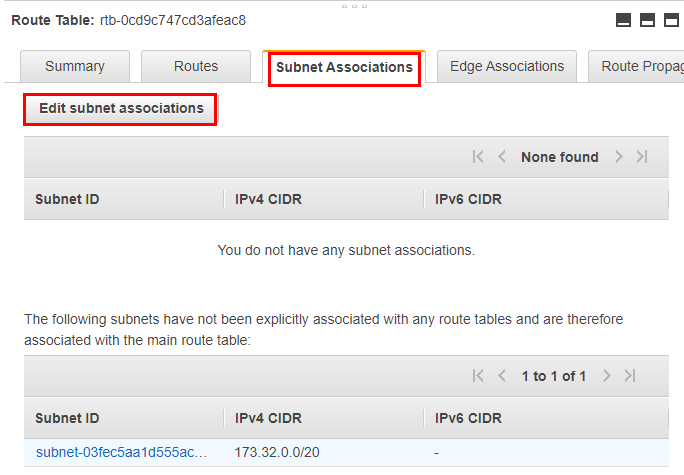 Route Table: rtb-0cd9c747cd3afeac8
Summary Routes Subnet Associations Edge Associations Route Propag
Edit subnet associations
None found
Subnet ID IPv4 CIDR IPv6 CIDR
You do not have any subnet associations.
The following subnets have not been explicitly associated with any route tables and are therefore
associated with the main route table:
1 to 1 of 1
Subnet ID IPv4 CIDR IPv6 CIDR
subnet-03fec5aa1d555ac... 173.32.0.0/20 -